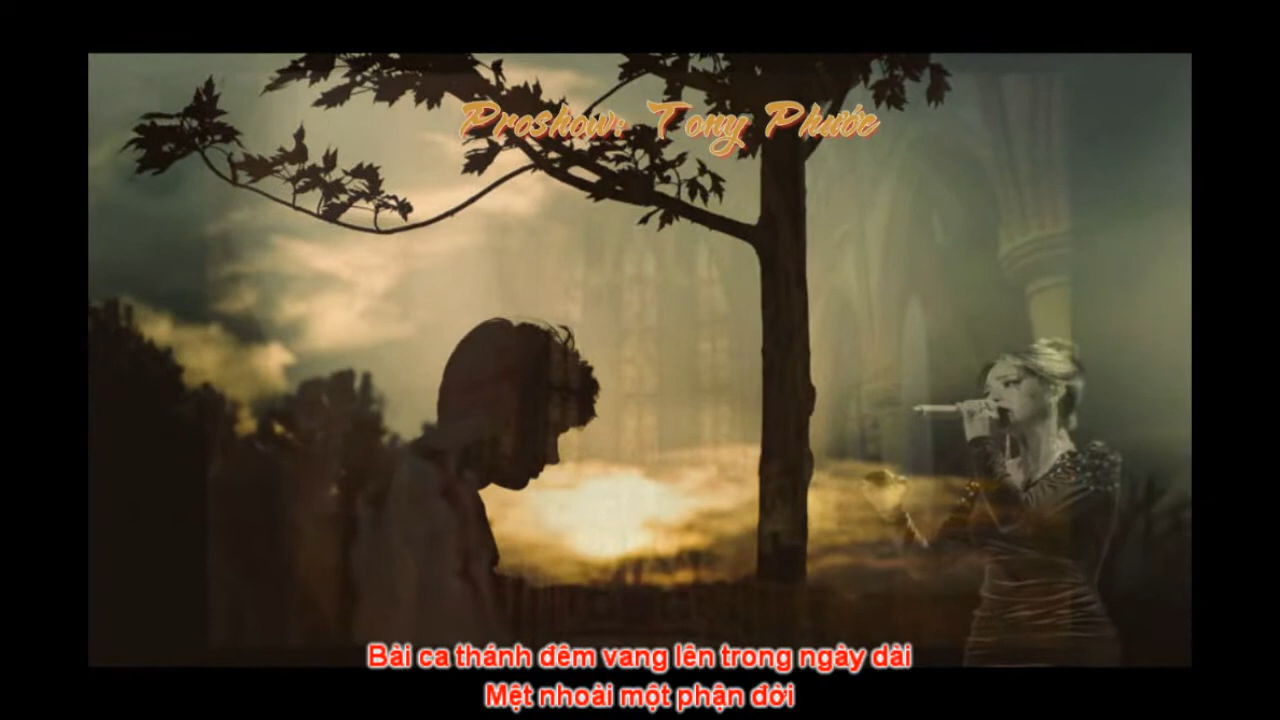 Proshow: Tony Phước
Bài ca thánh đêm vang lên trong ngày dài
Mệt nhoài một phận đời